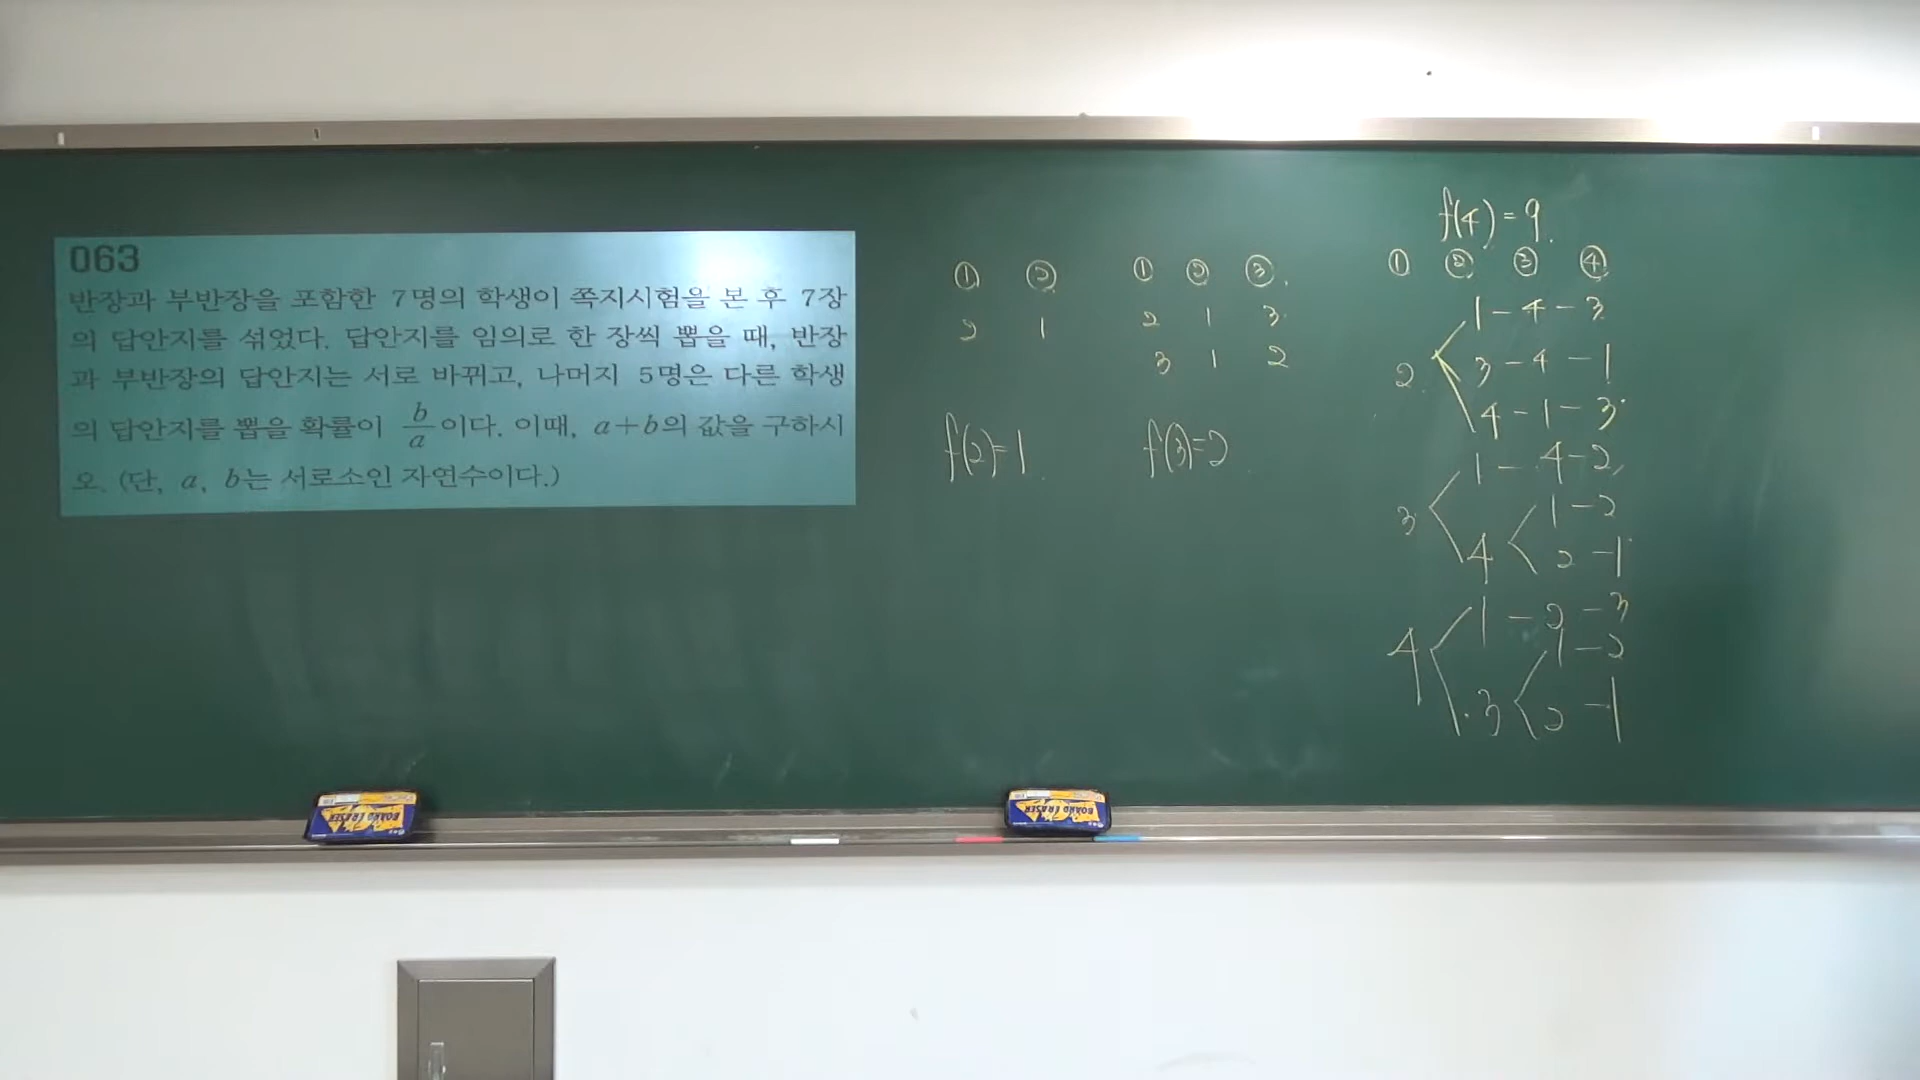 063
반장과 부반장을 포함한 7명의 학생이 쪽지시험을 본 후 7장
의 답안지를 섞었다. 답안지를 임의로 한 장씩 뽑을 때, 반장
과 부반장의 답안지는 서로 바뀌고, 나머지 5명은 다른 학생
의 답안지를 뽑을 확률이 b/a이다. 이때, a+b의 값을 구하시
오. (단, a, b는 서로소인 자연수이다.)
① ②
2 1
f(2)=1
① ② ③
2 1 3
3 1 2
f(3)=2
f(4)=9
① ② ③ ④
1-4-3
2 3-4-1
4-1-3
1-4-2
3 1-2
4 2-1
1-2-3
4 1-2
3 2-1
BOARD ERASER
BOARD ERASER